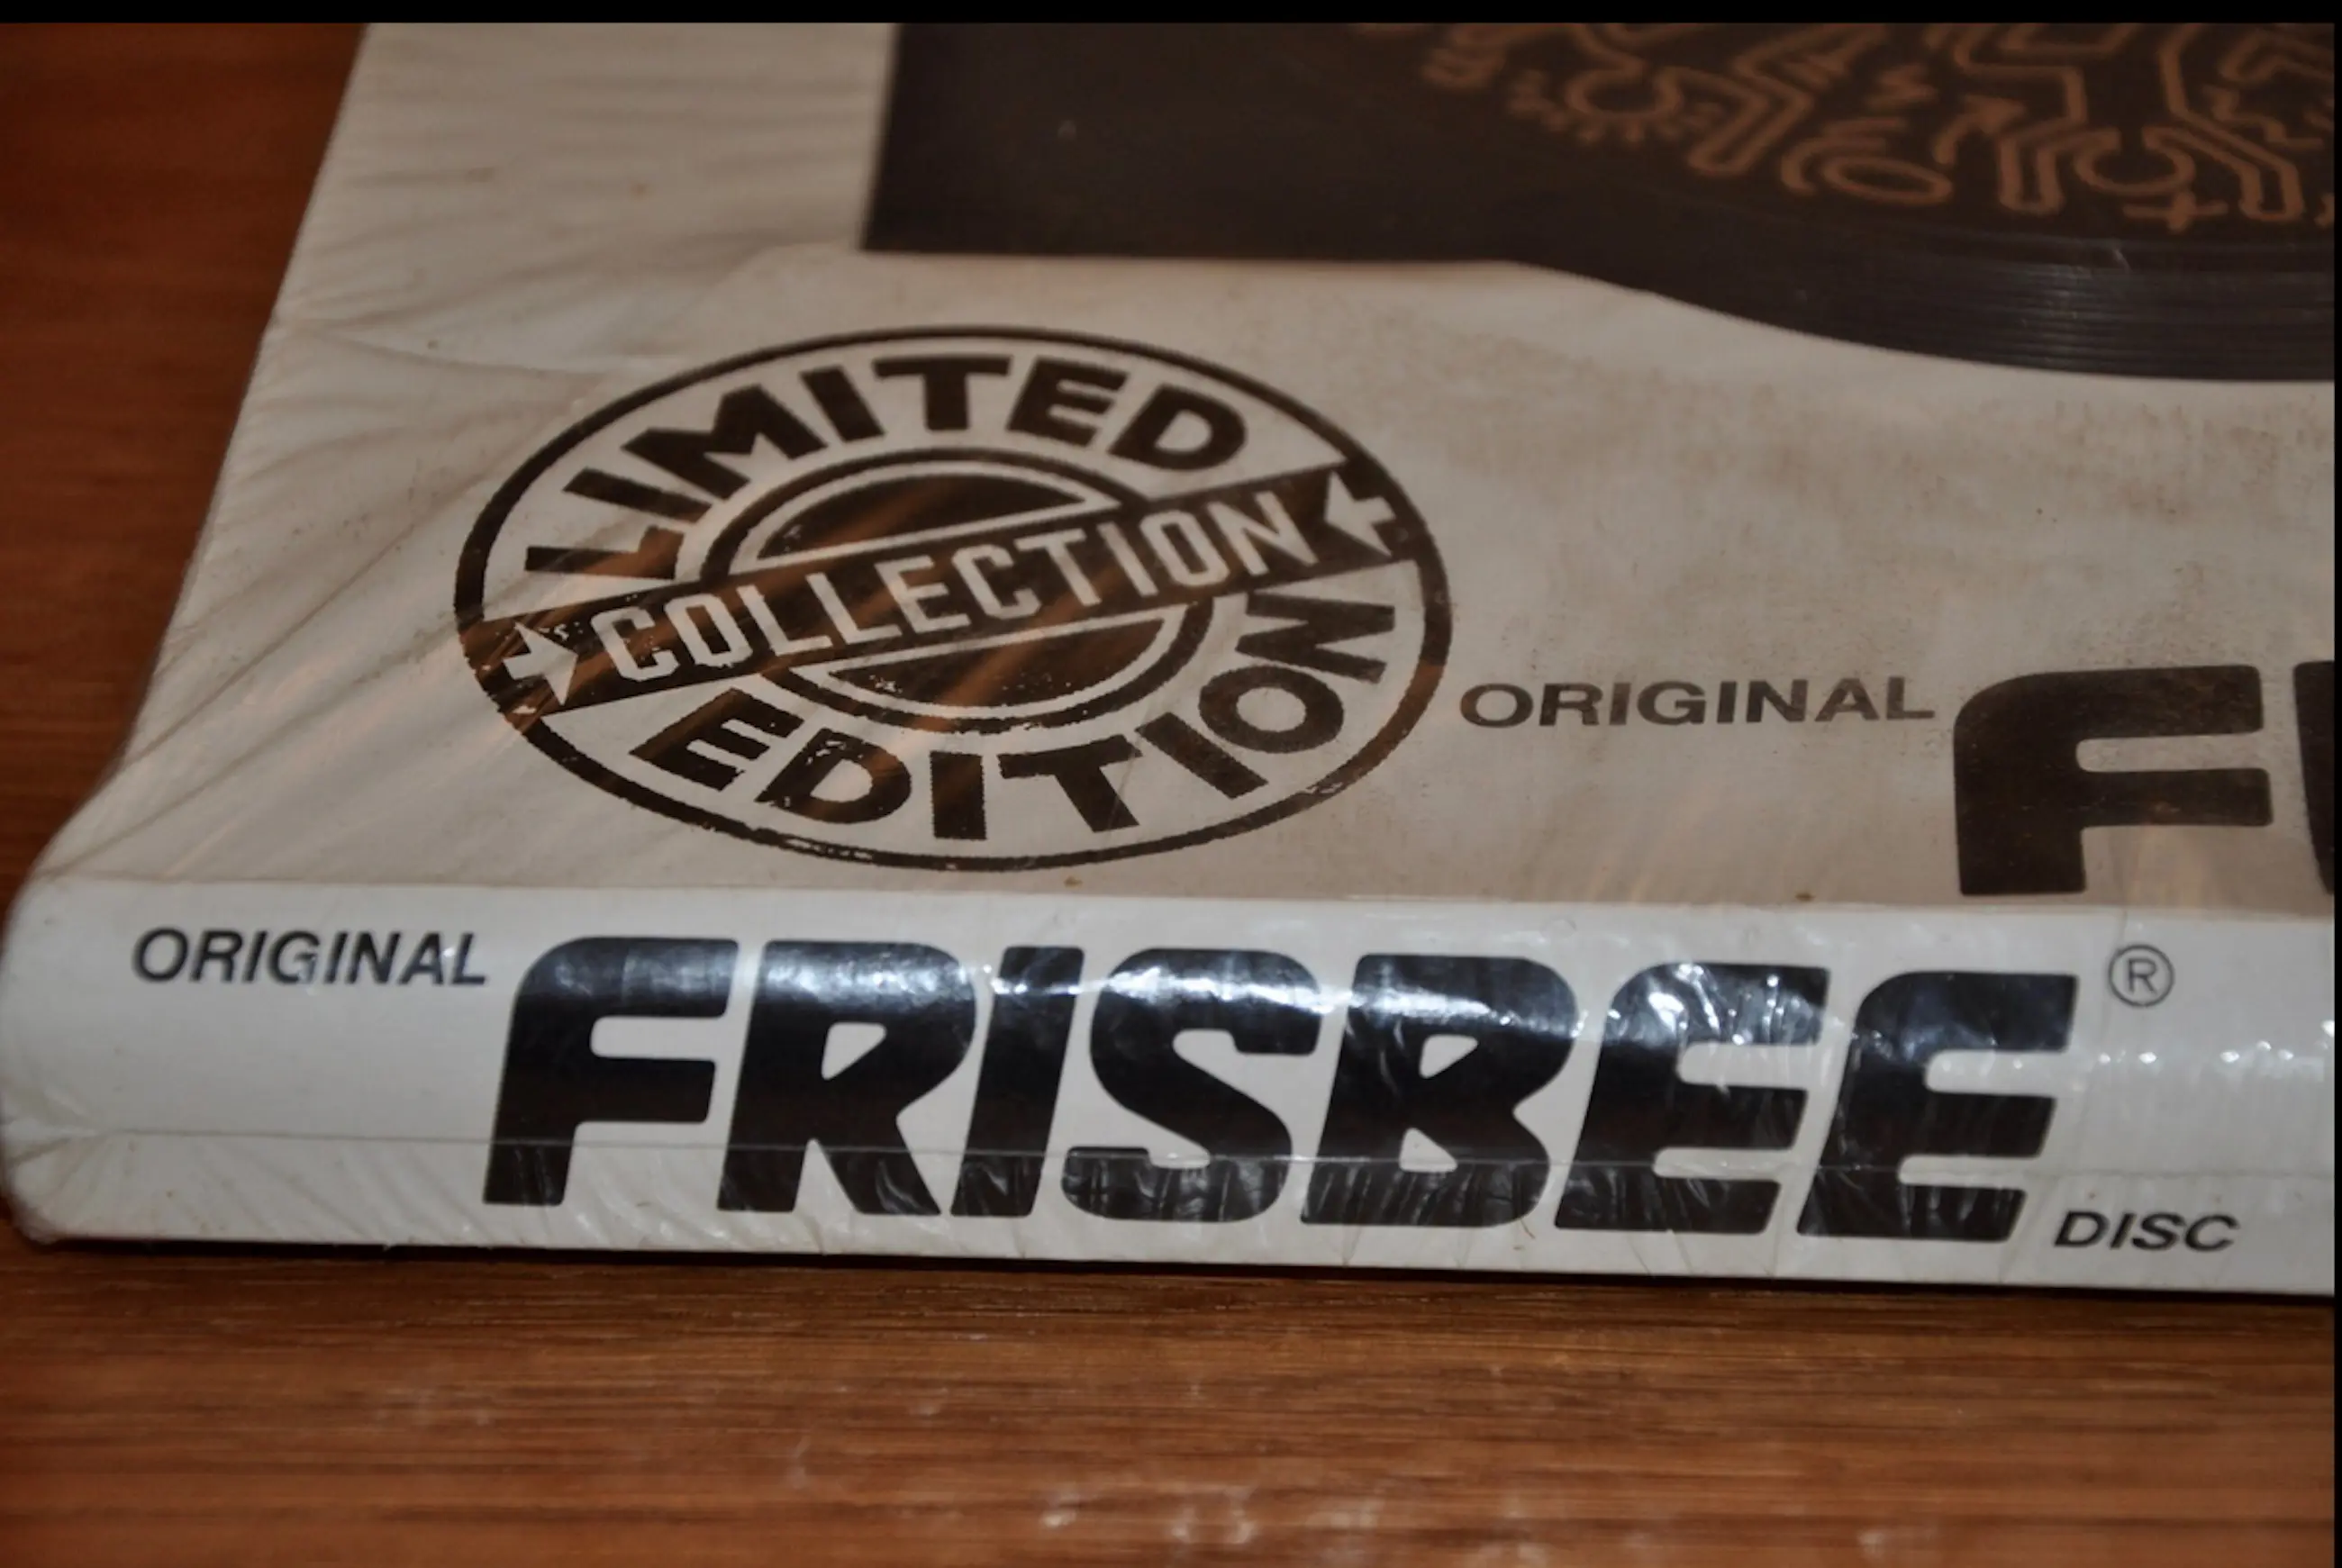 LIMITED
COLLECTION
EDITION
ORIGINAL
ORIGINAL FRISBEE® DISC